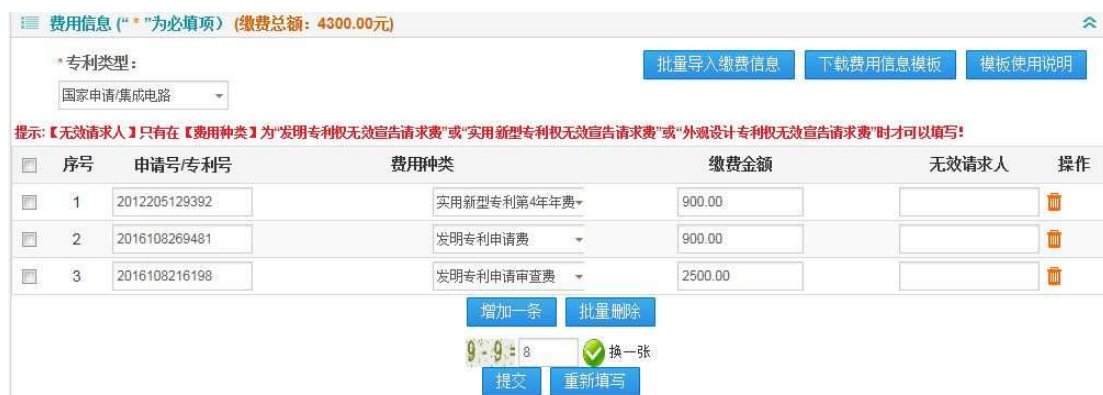 费用信息 (“ * ”为必填项) (缴费总额：4300.00元)
*专利类型：
批量导入缴费信息 下载费用信息模板 模板使用说明
国家申请/集成电路
提示:【无效请求人】只有在【费用种类】为“发明专利权无效宣告请求费”或“实用新型专利权无效宣告请求费”或“外观设计专利权无效宣告请求费”时才可以填写!
序号 申请号/专利号 费用种类 缴费金额 无效请求人 操作
1 2012205129392 实用新型专利第4年年费 900.00
2 2016108269481 发明专利申请费 900.00
3 2016108216198 发明专利申请审查费 2500.00
增加一条 批量删除
9-9= 8 换一张
提交 重新填写